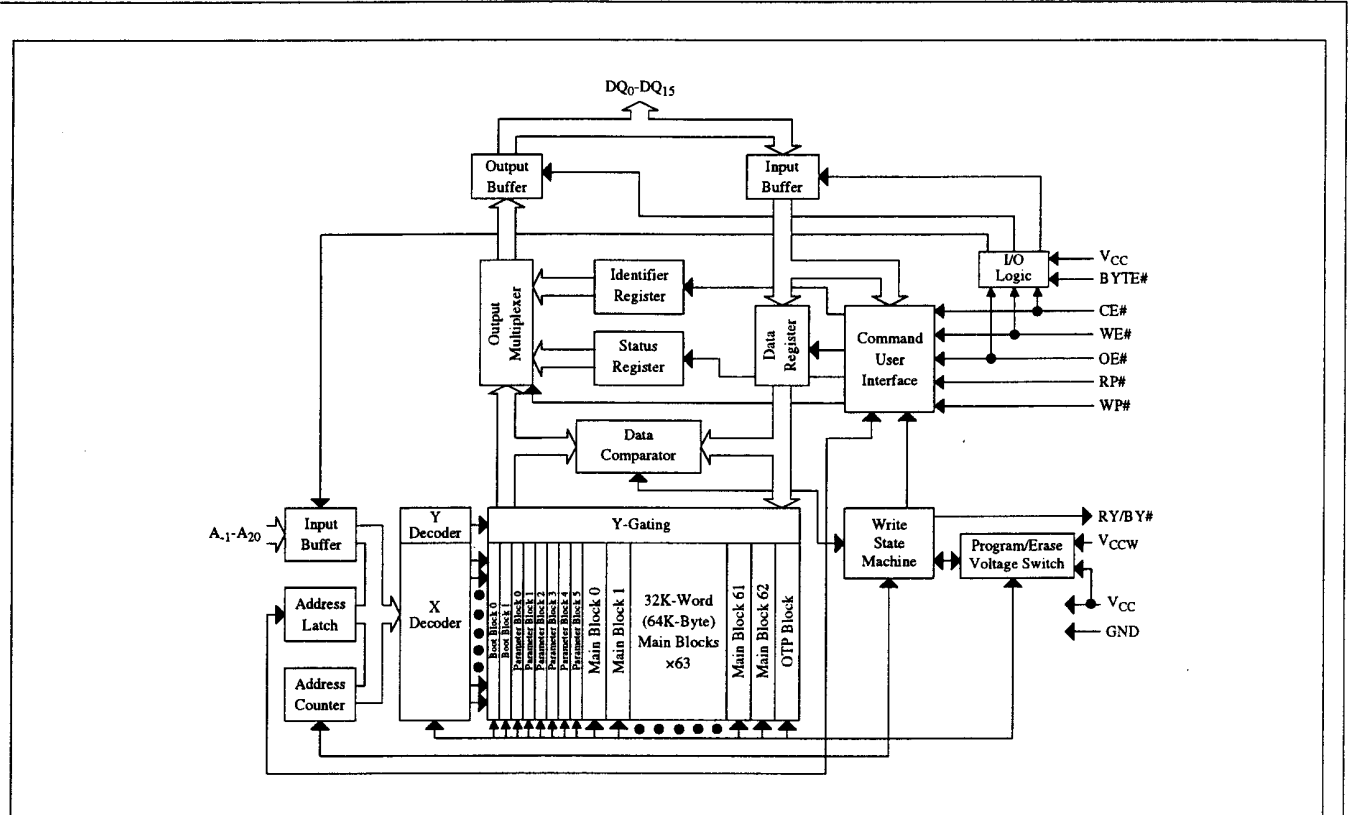 DQ0-DQ15
Output
Buffer
Input
Buffer
I/O
Logic
VCC
BYTE#
Output
Multiplexer
Identifier
Register
Status
Register
Data
Register
Command
User
Interface
CE#
WE#
OE#
RP#
WP#
Data
Comparator
A-1-A20
Input
Buffer
Address
Latch
Address
Counter
Y
Decoder
X
Decoder
Y-Gating
Boot Block 0
Boot Block 1
Parameter Block 0
Parameter Block 1
Parameter Block 2
Parameter Block 3
Parameter Block 4
Parameter Block 5
Main Block 0
Main Block 1
32K-Word
(64K-Byte)
Main Blocks
×63
Main Block 61
Main Block 62
OTP Block
Write
State
Machine
RY/BY#
Program/Erase
Voltage Switch
VCCW
VCC
GND